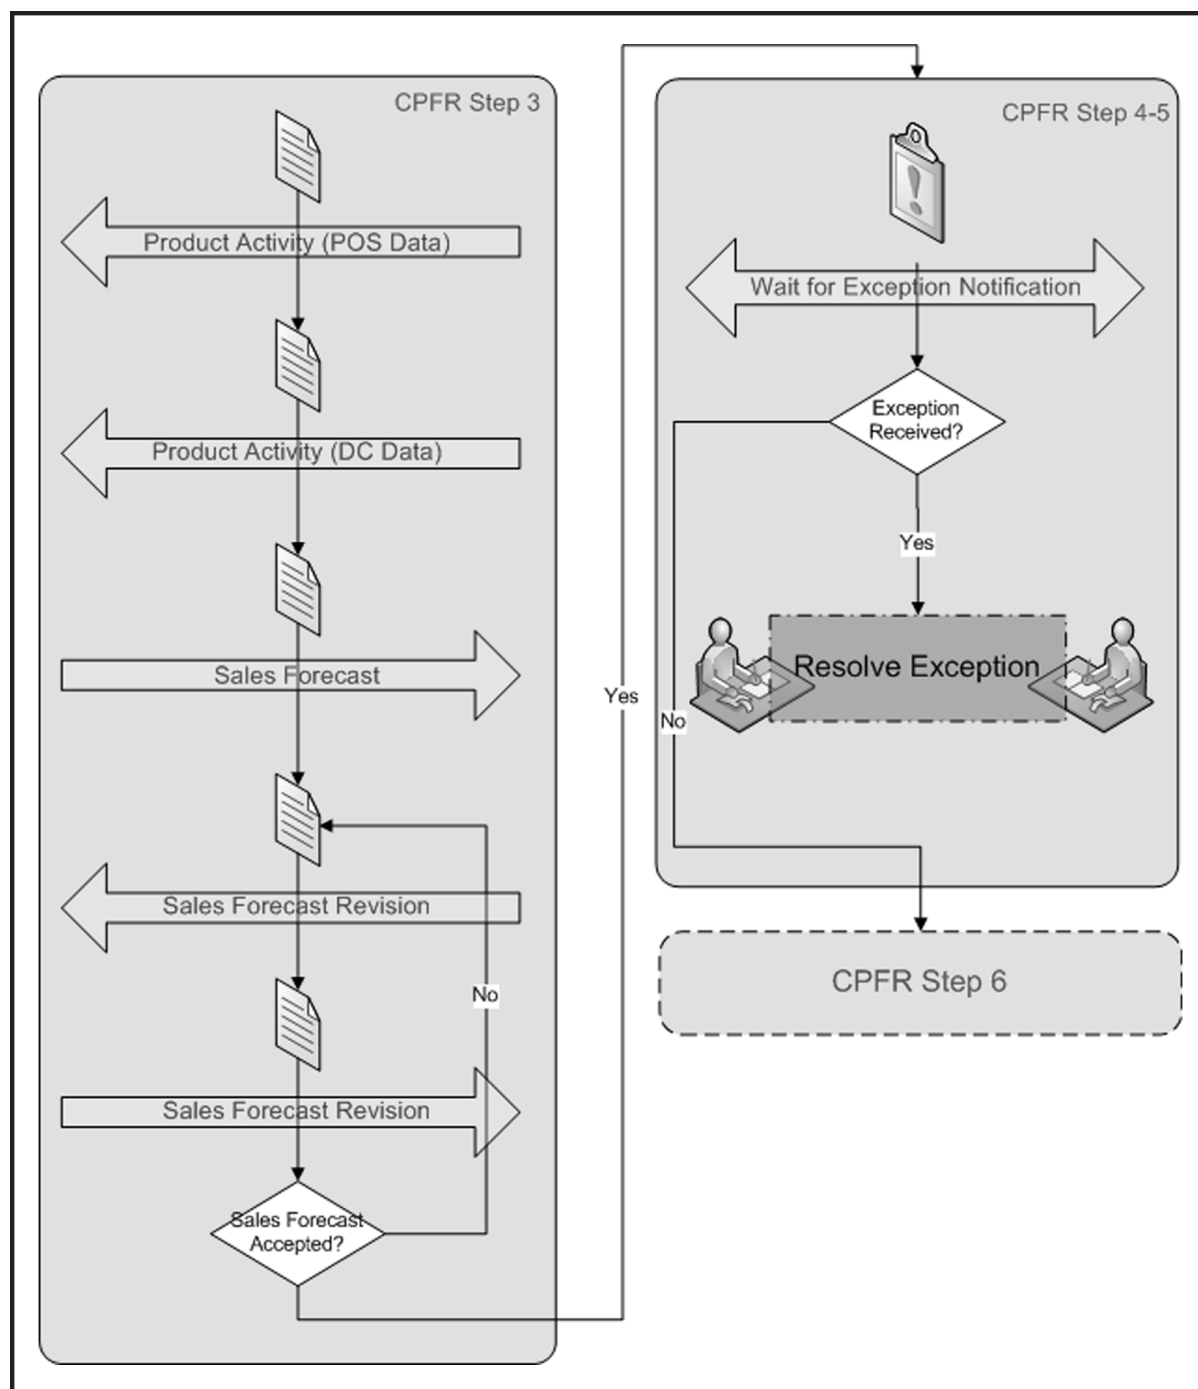 CPFR Step 3
Product Activity (POS Data)
Product Activity (DC Data)
Sales Forecast
Sales Forecast Revision
No
Sales Forecast Revision
Sales Forecast
Accepted?
Yes
CPFR Step 4-5
Wait for Exception Notification
Exception
Received?
Yes
Resolve Exception
No
CPFR Step 6